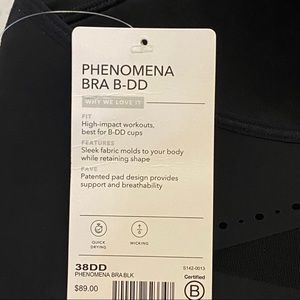 PHENOMENA
BRA B-DD
WHY WE LOVE IT
FIT
High-impact workouts,
best for B-DD cups
FEATURES
Sleek fabric molds to your body
while retaining shape
FAVE
Patented pad design provides
support and breathability
QUICK
DRYING
WICKING
38DD
S142-0013
PHENOMENA BRA BLK
$89.00
Certified
B